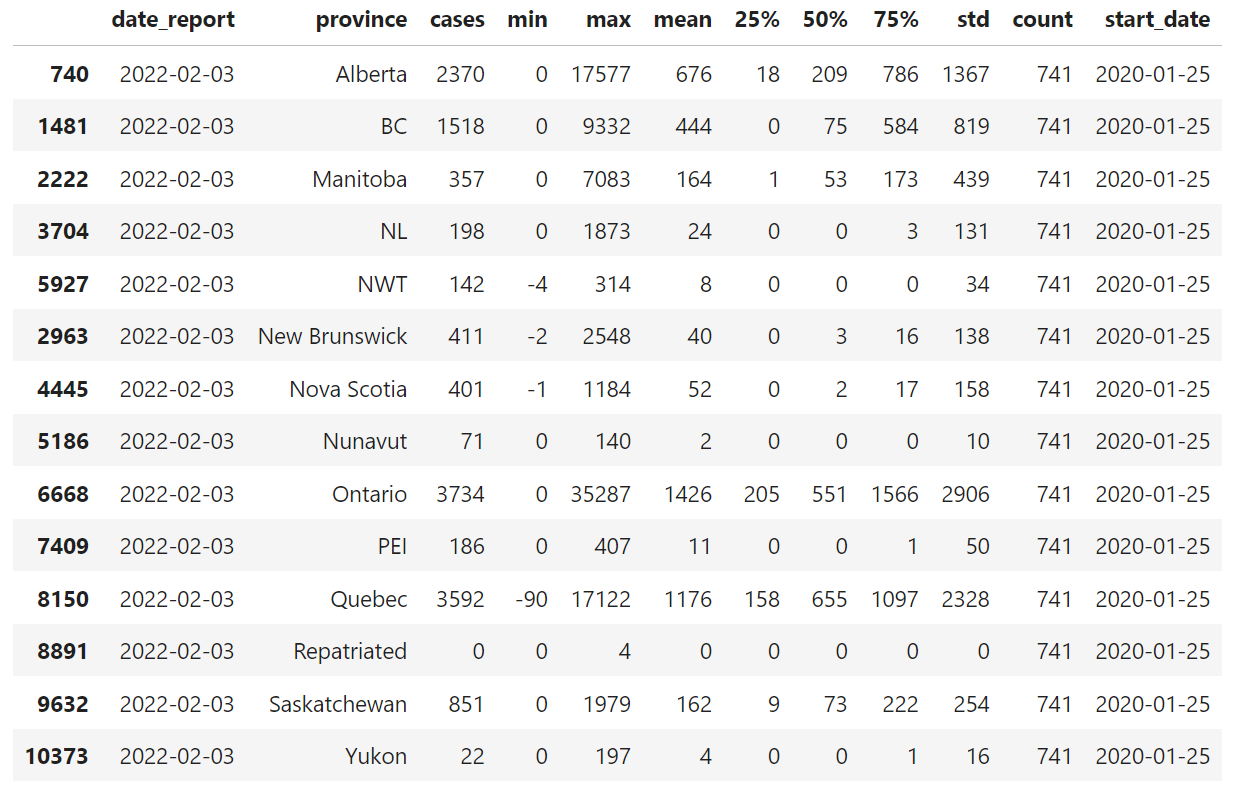 date_report province cases min max mean 25% 50% 75% std count start_date
740 2022-02-03 Alberta 2370 0 17577 676 18 209 786 1367 741 2020-01-25
1481 2022-02-03 BC 1518 0 9332 444 0 75 584 819 741 2020-01-25
2222 2022-02-03 Manitoba 357 0 7083 164 1 53 173 439 741 2020-01-25
3704 2022-02-03 NL 198 0 1873 24 0 0 3 131 741 2020-01-25
5927 2022-02-03 NWT 142 -4 314 8 0 0 0 34 741 2020-01-25
2963 2022-02-03 New Brunswick 411 -2 2548 40 0 3 16 138 741 2020-01-25
4445 2022-02-03 Nova Scotia 401 -1 1184 52 0 2 17 158 741 2020-01-25
5186 2022-02-03 Nunavut 71 0 140 2 0 0 0 10 741 2020-01-25
6668 2022-02-03 Ontario 3734 0 35287 1426 205 551 1566 2906 741 2020-01-25
7409 2022-02-03 PEI 186 0 407 11 0 0 1 50 741 2020-01-25
8150 2022-02-03 Quebec 3592 -90 17122 1176 158 655 1097 2328 741 2020-01-25
8891 2022-02-03 Repatriated 0 0 4 0 0 0 0 0 741 2020-01-25
9632 2022-02-03 Saskatchewan 851 0 1979 162 9 73 222 254 741 2020-01-25
10373 2022-02-03 Yukon 22 0 197 4 0 0 1 16 741 2020-01-25